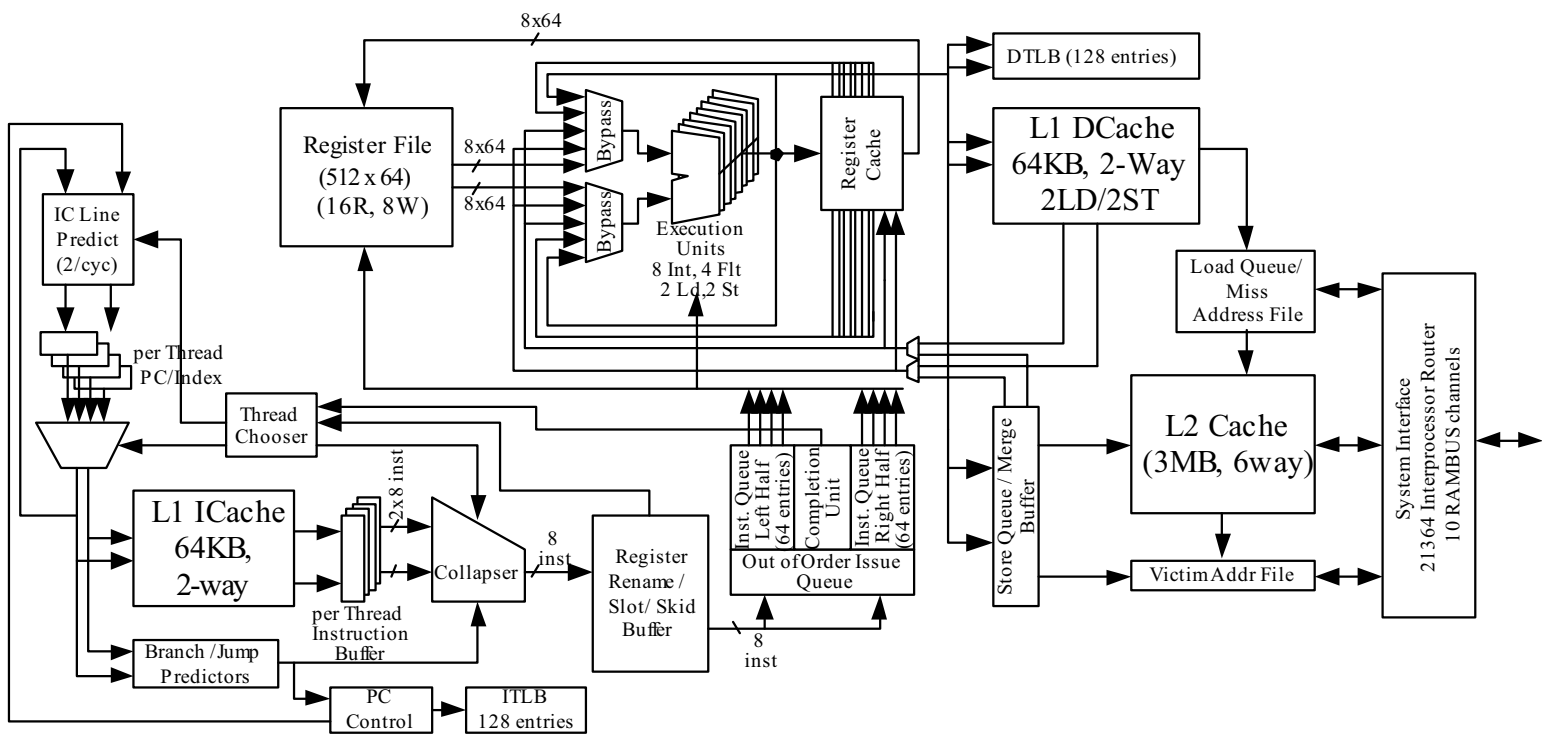 8x64
DTLB (128 entries)
Register File
(512 x 64)
(16R, 8W)
8x64
8x64
Bypass
Bypass
Execution
Units
8 Int, 4 Flt
2 Ld,2 St
Register
Cache
L1 DCache
64KB, 2-Way
2LD/2ST
IC Line
Predict
(2/cyc)
Load Queue/
Miss
Address File
per Thread
PC/Index
Thread
Chooser
L2 Cache
(3MB, 6way)
System Interface
21364 Interprocessor Router
10 RAMBUS channels
L1 ICache
64KB,
2-way
2x8 inst
Collapser
8
inst
per Thread
Instruction
Buffer
Register
Rename /
Slot/ Skid
Buffer
Inst. Queue
Left Half
(64 entries)
Completion
Unit
Inst. Queue
Right Half
(64 entries)
Out of Order Issue
Queue
8
inst
Store Queue / Merge
Buffer
Victim Addr File
Branch /Jump
Predictors
PC
Control
ITLB
128 entries